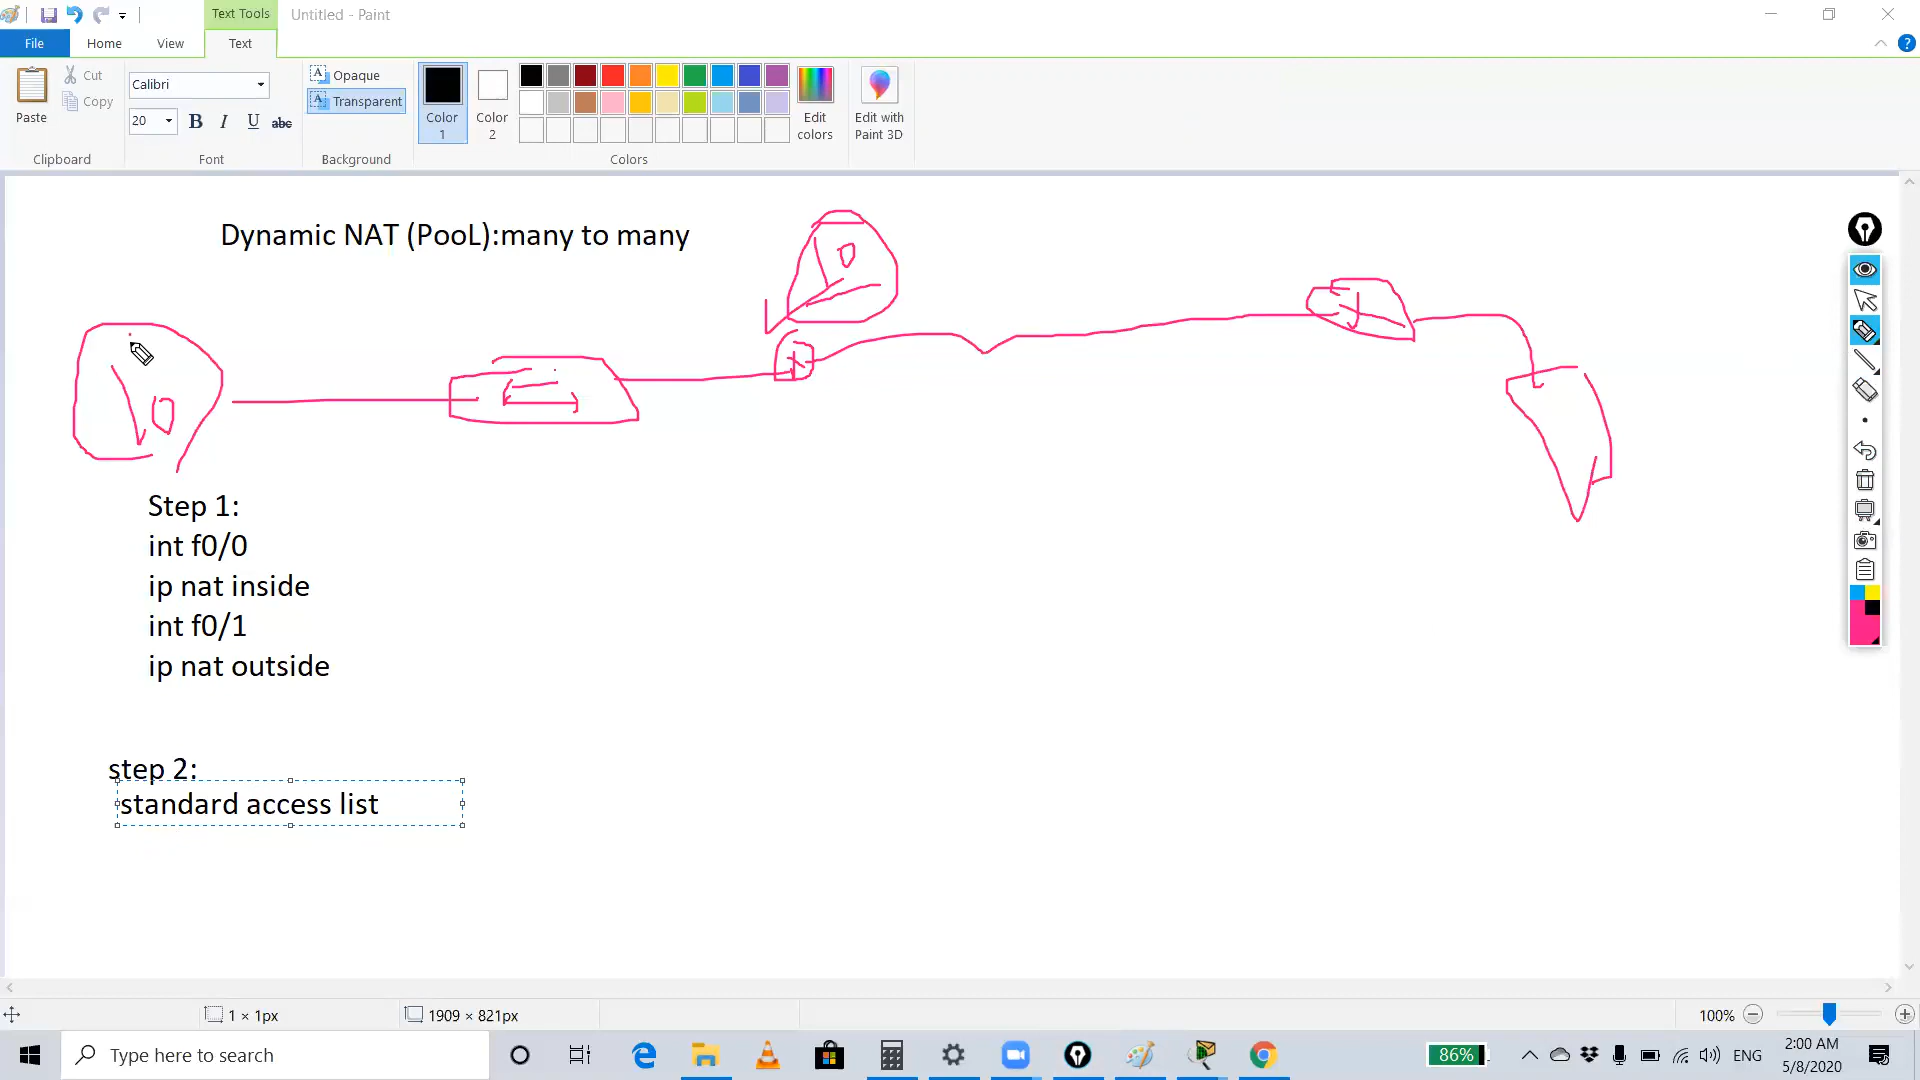 Text Tools
Untitled - Paint
File
Home
View
Text
Paste
Cut
Copy
Clipboard
Calibri
20
B I U abc
Font
Opaque
Transparent
Background
Color 1
Color 2
Edit colors
Colors
Edit with Paint 3D
Dynamic NAT (PooL):many to many
10
10
Step 1:
int f0/0
ip nat inside
int f0/1
ip nat outside
step 2:
standard access list
1 × 1px
1909 × 821px
100%
Type here to search
86%
ENG
2:00 AM
5/8/2020